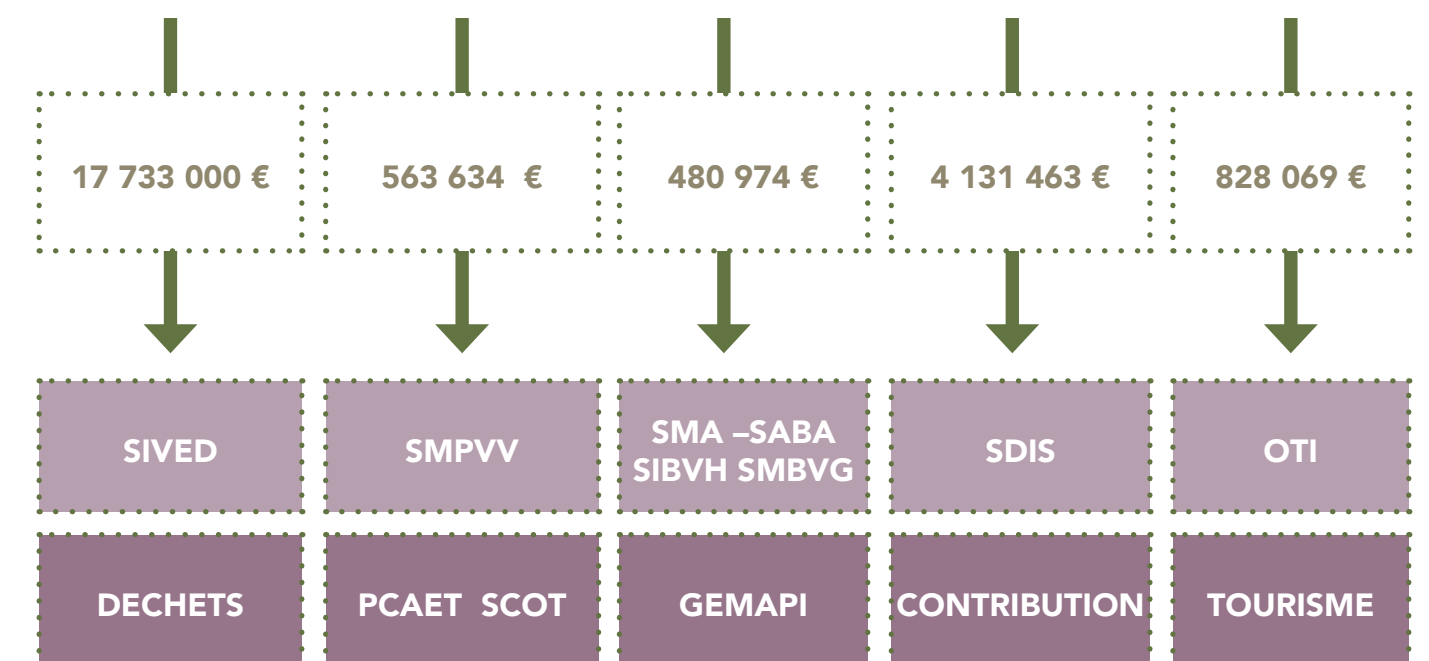 17 733 000 €
563 634 €
480 974 €
4 131 463 €
828 069 €
SIVED
SMPVV
SMA –SABA
SIBVH SMBVG
SDIS
OTI
DECHETS
PCAET SCOT
GEMAPI
CONTRIBUTION
TOURISME